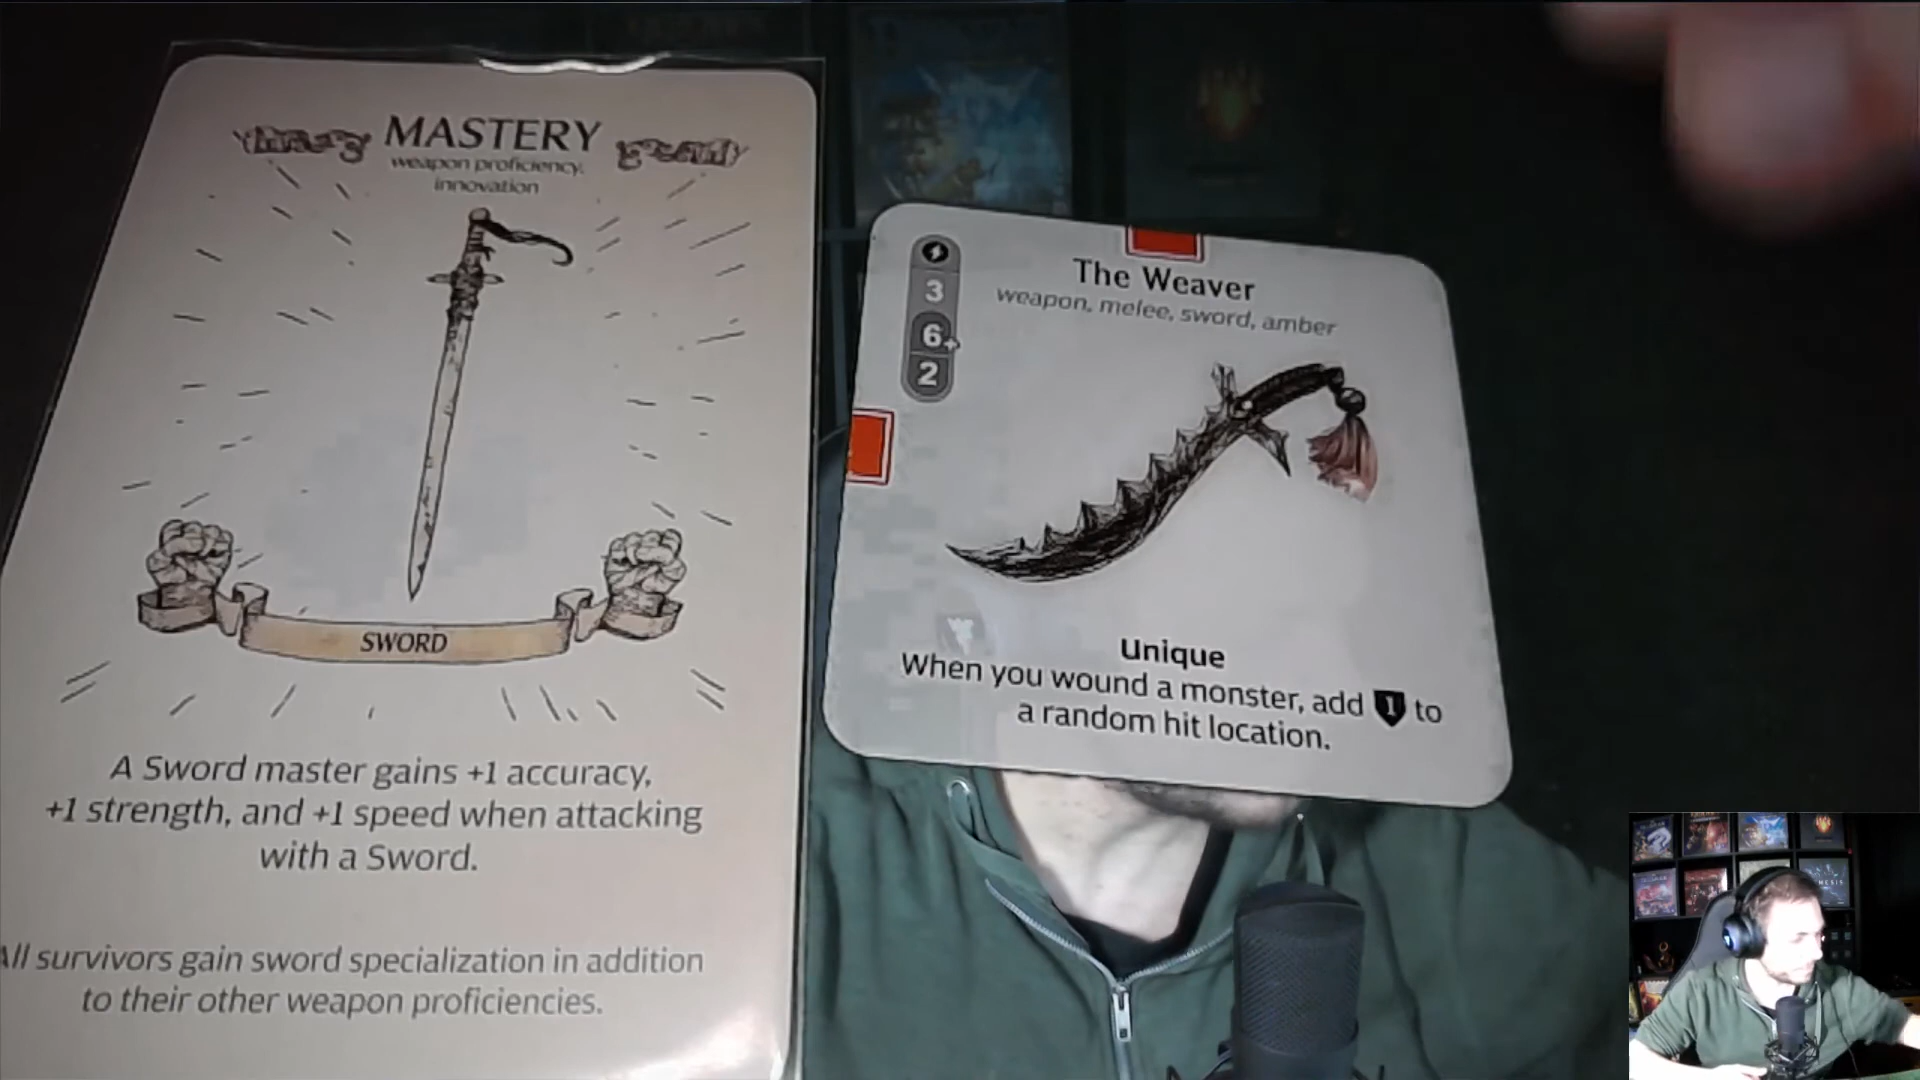 MASTERY
weapon proficiency,
innovation
SWORD
A Sword master gains +1 accuracy,
+1 strength, and +1 speed when attacking
with a Sword.
All survivors gain sword specialization in addition
to their other weapon proficiencies.
The Weaver
weapon, melee, sword, amber
3
6+
2
Unique
When you wound a monster, add 1 to
a random hit location.